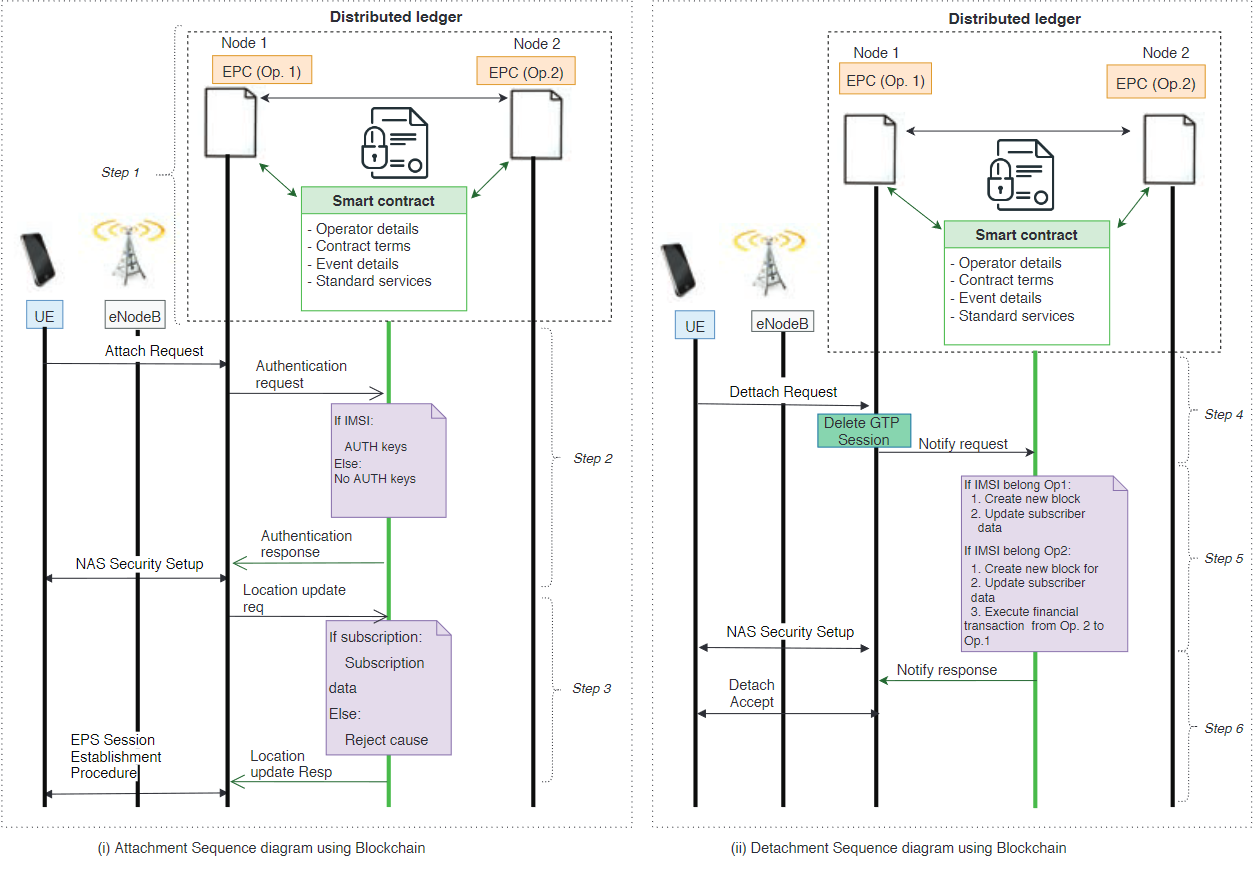 Distributed ledger
Node 1
Node 2
EPC (Op. 1)
EPC (Op.2)
Step 1
Smart contract
- Operator details
- Contract terms
- Event details
- Standard services
UE
eNodeB
Attach Request
Authentication
request
If IMSI:
AUTH keys
Else:
No AUTH keys
Step 2
Authentication
response
NAS Security Setup
Location update
req
If subscription:
Subscription
data
Else:
Reject cause
Step 3
EPS Session
Establishment
Procedure
Location
update Resp
(i) Attachment Sequence diagram using Blockchain
Distributed ledger
Node 1
Node 2
EPC (Op. 1)
EPC (Op.2)
Smart contract
- Operator details
- Contract terms
- Event details
- Standard services
UE
eNodeB
Dettach Request
Delete GTP
Session
Notify request
Step 4
If IMSI belong Op1:
1. Create new block
2. Update subscriber
data
If IMSI belong Op2:
1. Create new block for
2. Update subscriber
data
3. Execute financial
transaction from Op. 2 to
Op.1
Step 5
NAS Security Setup
Notify response
Detach
Accept
Step 6
(ii) Detachment Sequence diagram using Blockchain